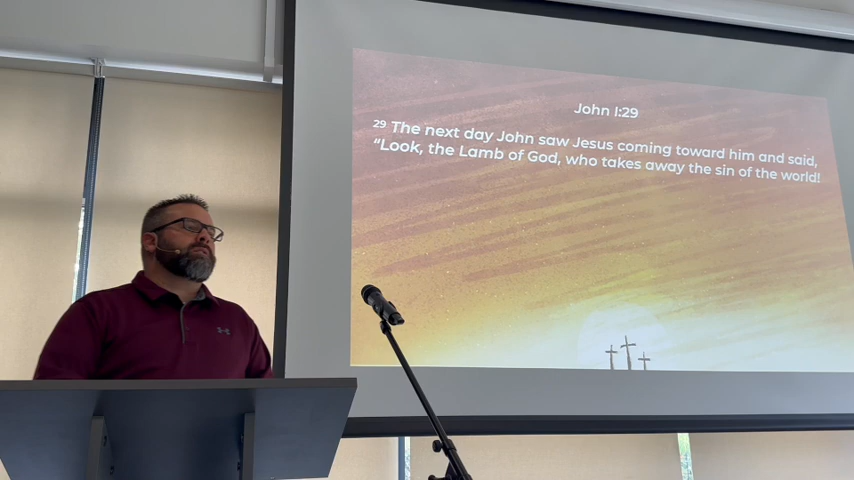 John 1:29
29 The next day John saw Jesus coming toward him and said,
“Look, the Lamb of God, who takes away the sin of the world!